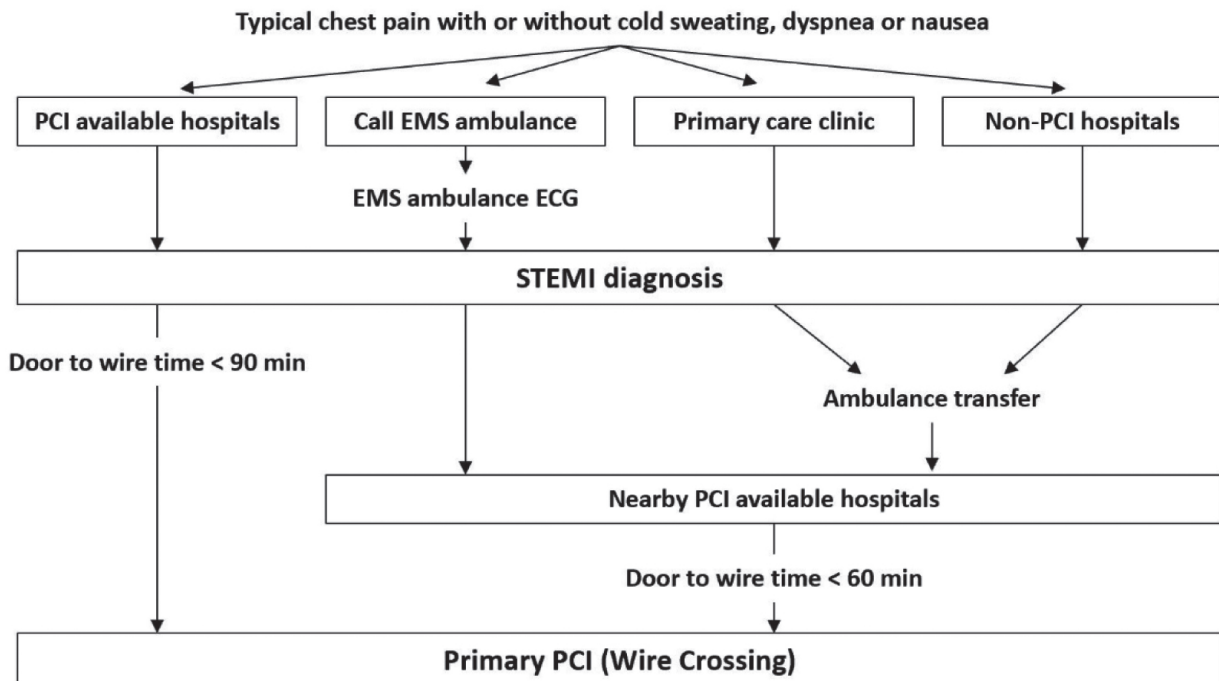 Typical chest pain with or without cold sweating, dyspnea or nausea
PCI available hospitals
Call EMS ambulance
Primary care clinic
Non-PCI hospitals
EMS ambulance ECG
STEMI diagnosis
Door to wire time < 90 min
Ambulance transfer
Nearby PCI available hospitals
Door to wire time < 60 min
Primary PCI (Wire Crossing)